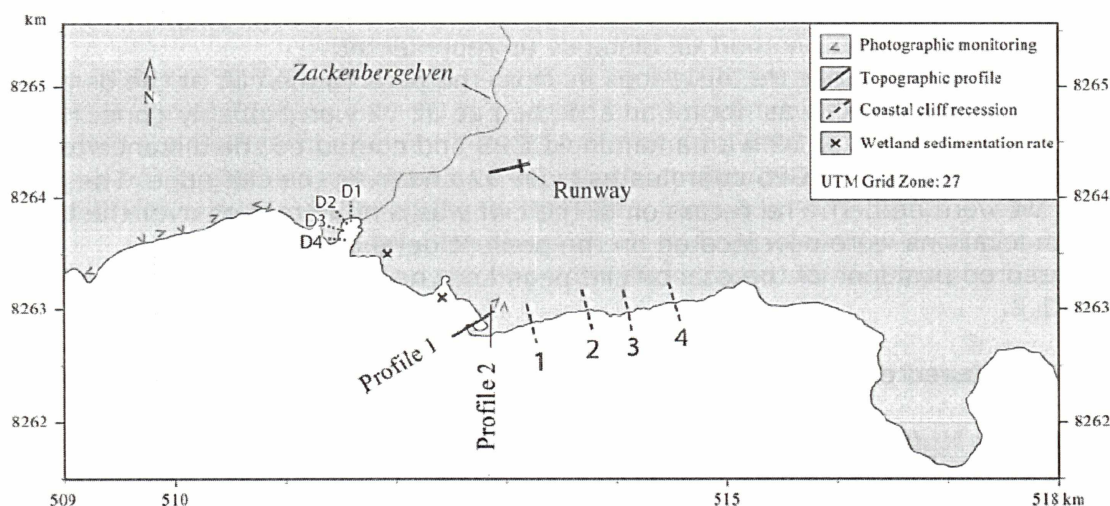 km
8265
8264
8263
8262
Zackenbergelven
N
Runway
D1
D2
D3
D4
Profile 1
Profile 2
1
2
3
4
A
Photographic monitoring
Topographic profile
Coastal cliff recession
Wetland sedimentation rate
UTM Grid Zone: 27
8265
8264
8263
8262
509
510
515
518 km